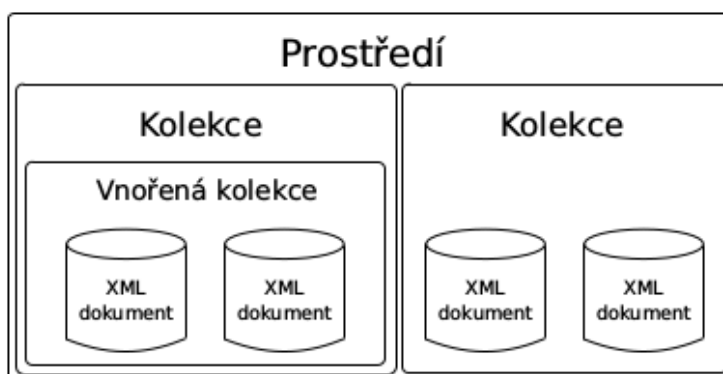 Prostředí
Kolekce
Kolekce
Vnořená kolekce
XML
dokument
XML
dokument
XML
dokument
XML
dokument